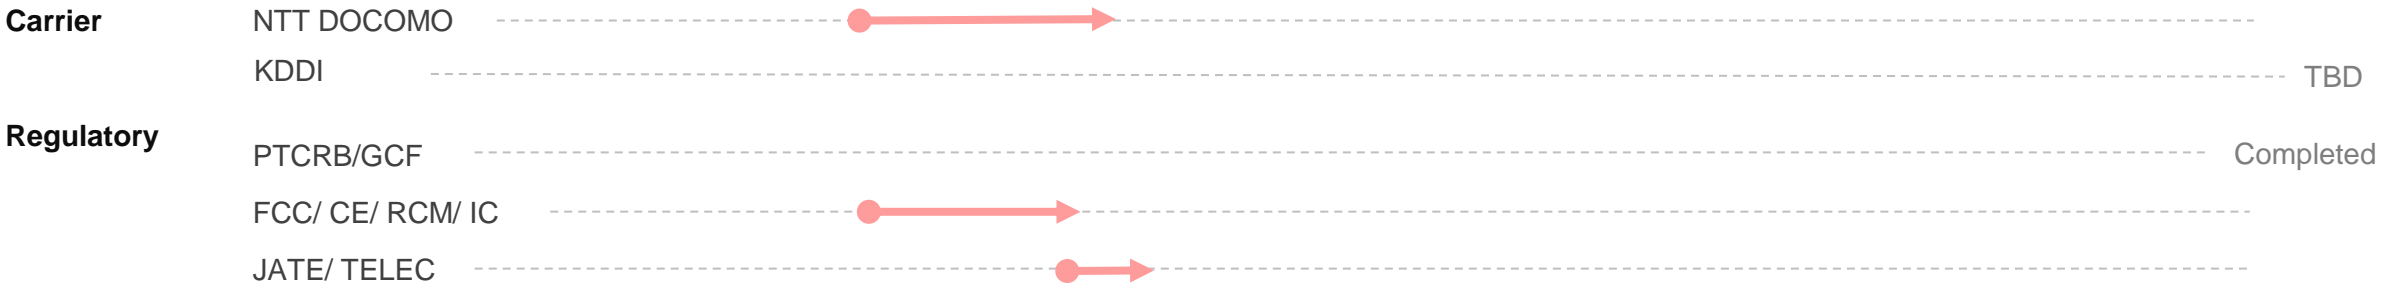 Carrier NTT DOCOMO
KDDI TBD
Regulatory
PTCRB/GCF Completed
FCC/ CE/ RCM/ IC
JATE/ TELEC